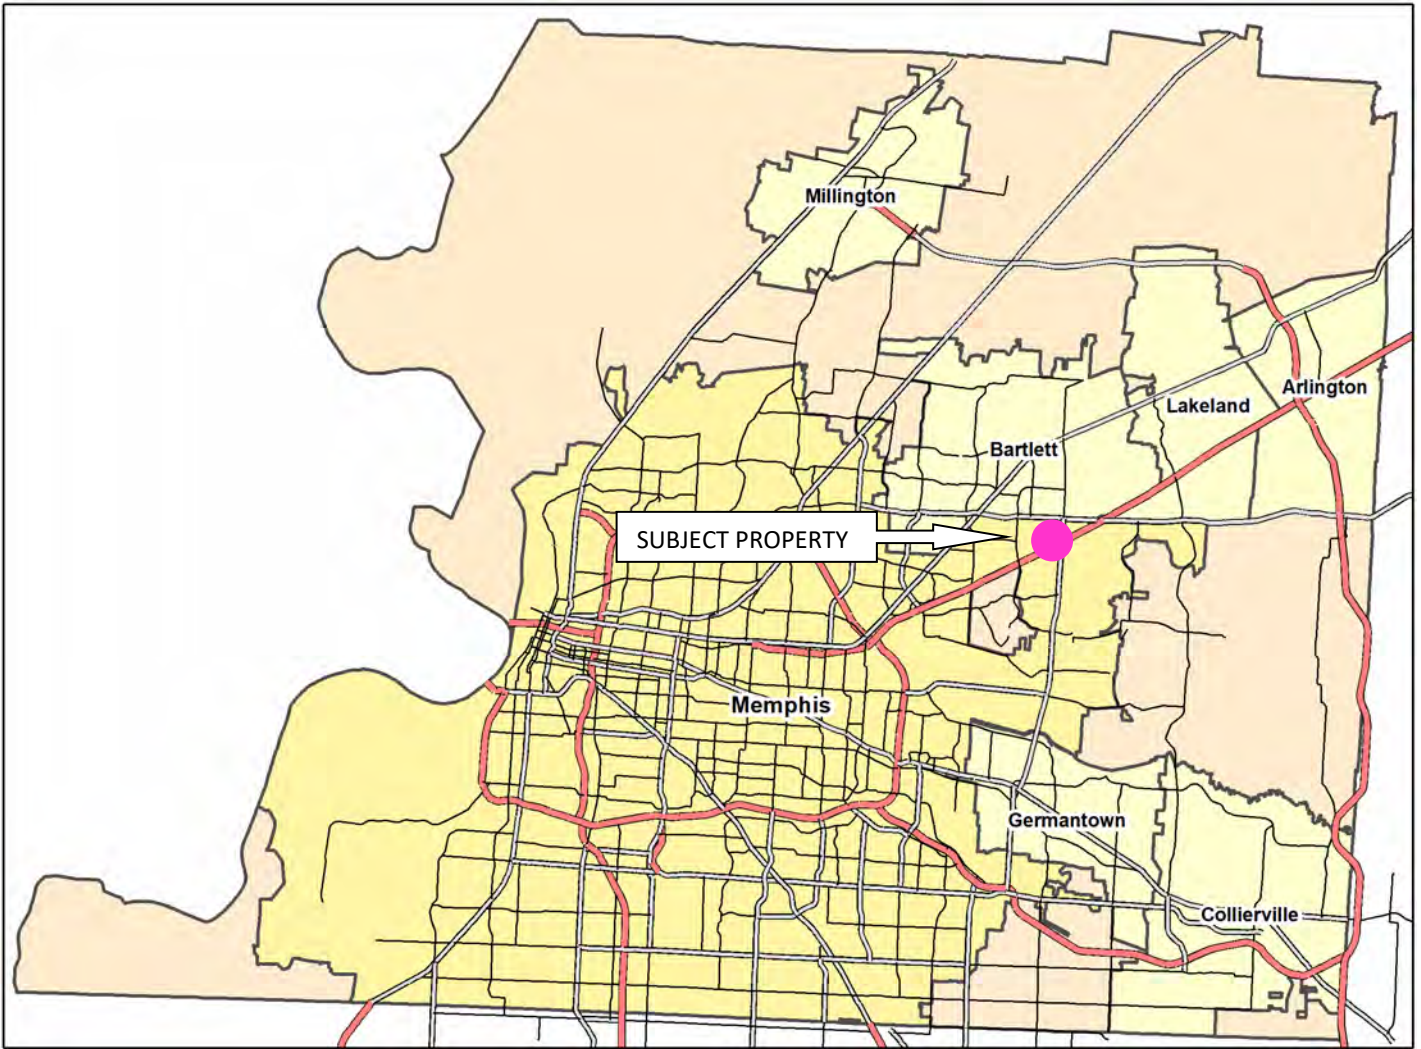 Millington
Arlington
Lakeland
Bartlett
SUBJECT PROPERTY
Memphis
Germantown
Collierville